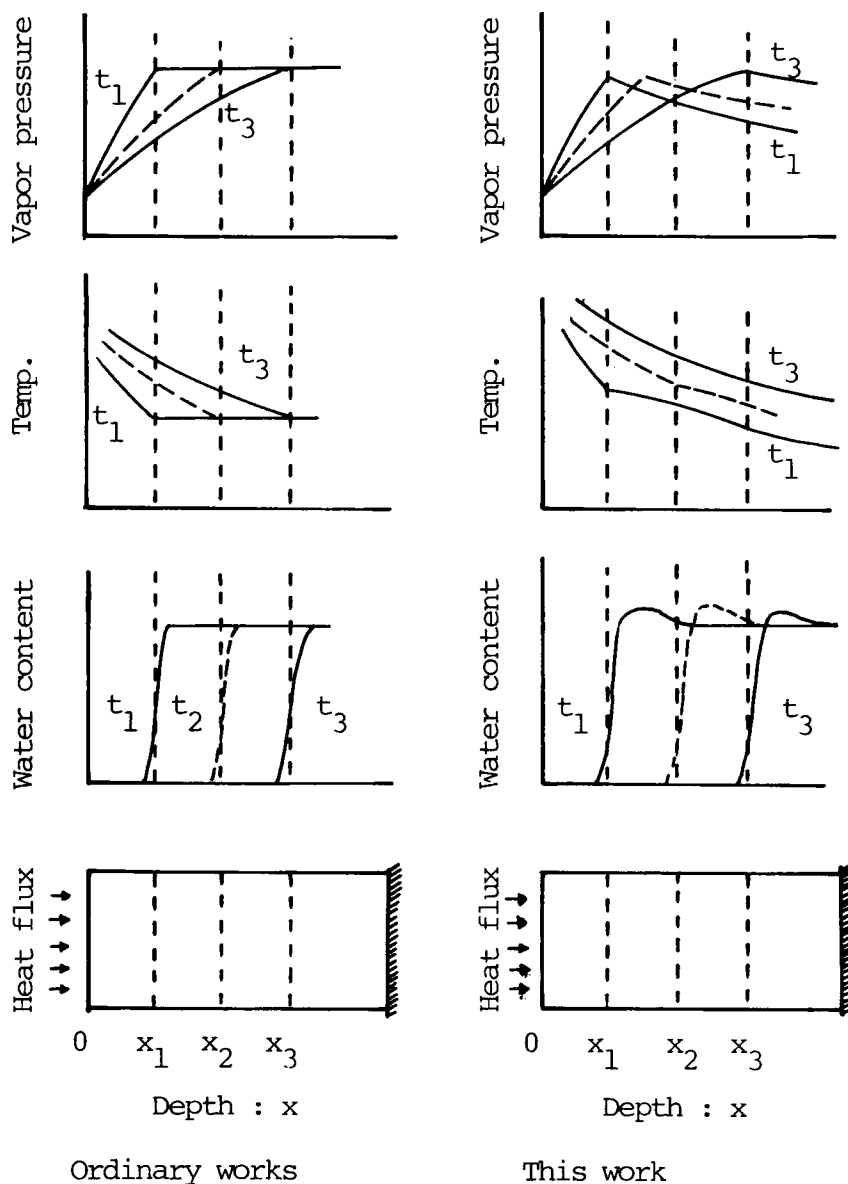 Vapor pressure
t1
t3
Vapor pressure
t3
t1
Temp.
t3
t1
Temp.
t3
t1
Water content
t1
t2
t3
Water content
t1
t3
Heat flux
0
x1
x2
x3
Depth : x
Heat flux
0
x1
x2
x3
Depth : x
Ordinary works
This work